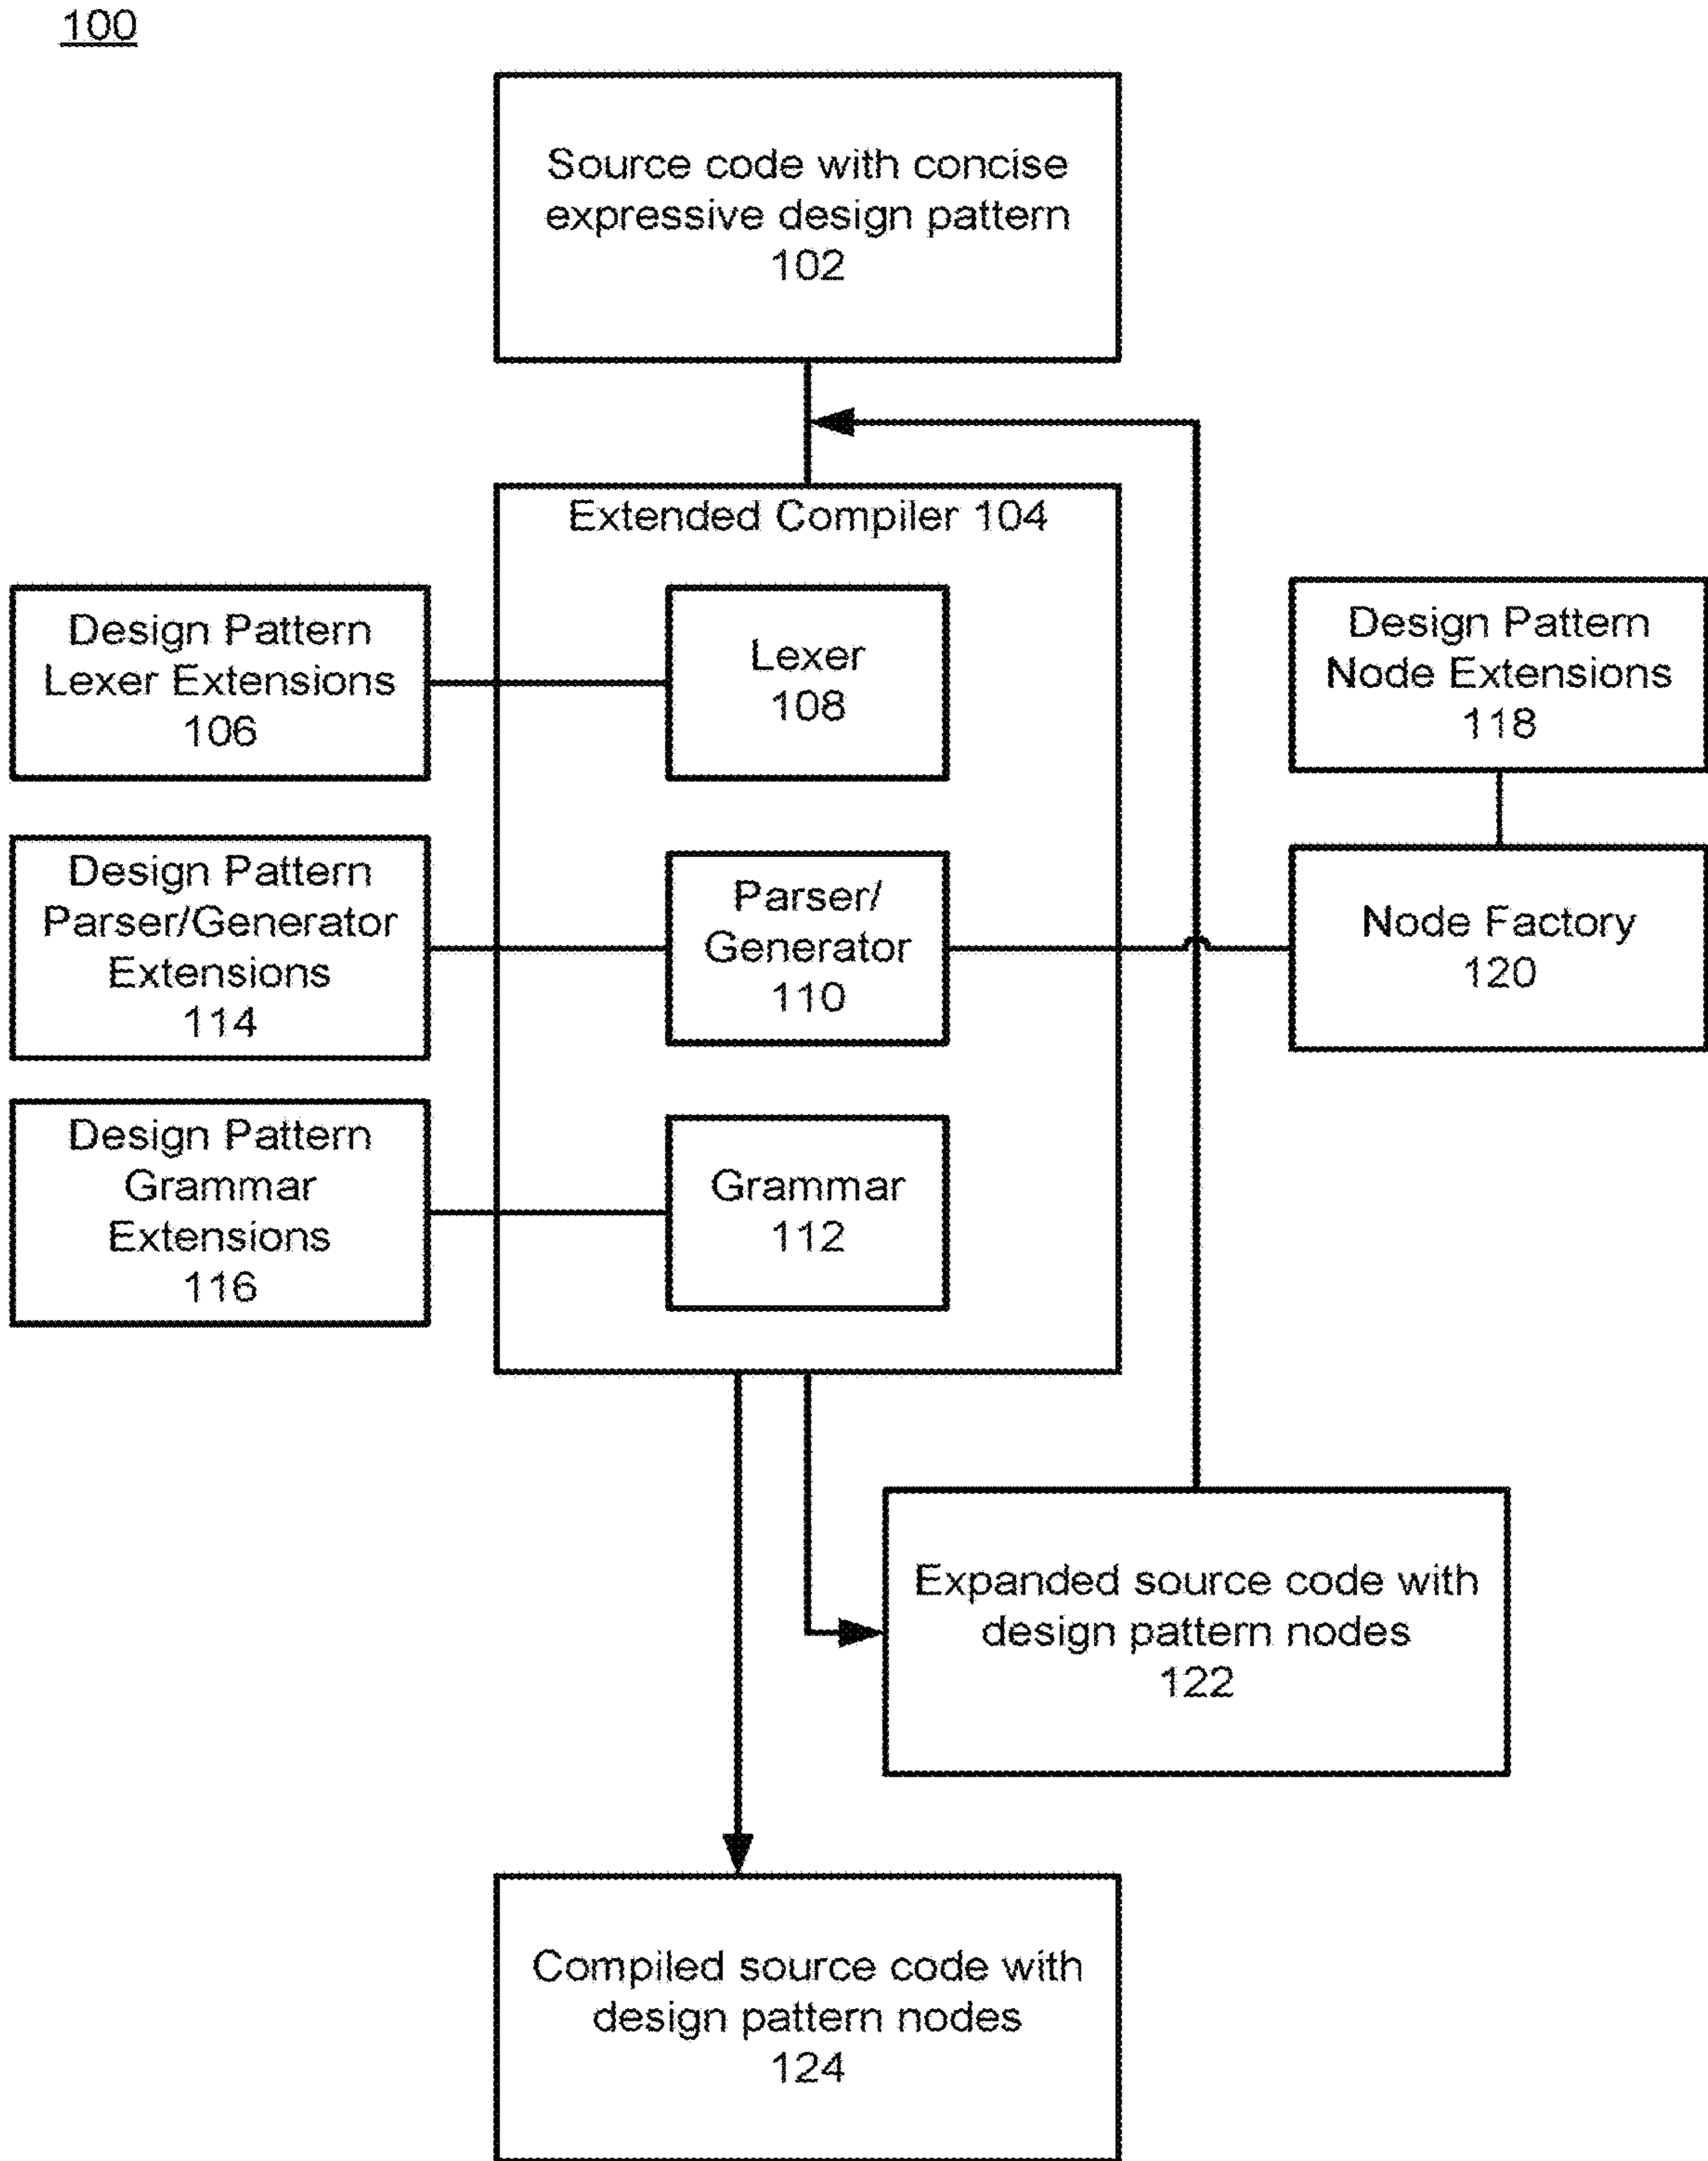 100
Source code with concise
expressive design pattern
102
Extended Compiler 104
Design Pattern
Lexer Extensions
106
Lexer
108
Design Pattern
Node Extensions
118
Design Pattern
Parser/Generator
Extensions
114
Parser/
Generator
110
Node Factory
120
Design Pattern
Grammar
Extensions
116
Grammar
112
Expanded source code with
design pattern nodes
122
Compiled source code with
design pattern nodes
124